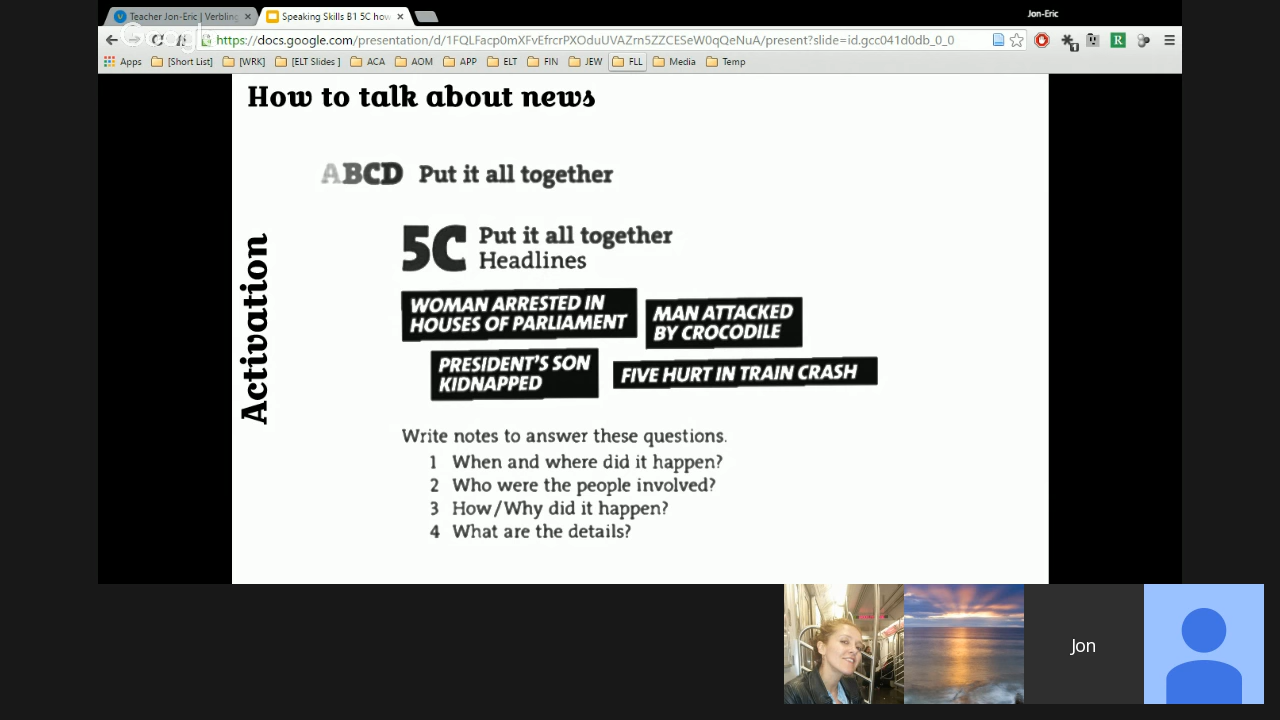 Jon-Eric
Teacher Jon-Eric | Verbling
Speaking Skills B1 5C how
Google
https://docs.google.com/presentation/d/1FQLFacp0mXFvEfrcrPXOduUVAZm5ZZCESeW0qQeNuA/present?slide=id.gcc041d0db_0_0
Apps [Short List] [WRK] [ELT Slides ] ACA AOM APP ELT FIN JEW FLL Media Temp
How to talk about news
ABCD Put it all together
Activation
5C Put it all together
Headlines
WOMAN ARRESTED IN
HOUSES OF PARLIAMENT
MAN ATTACKED
BY CROCODILE
PRESIDENT'S SON
KIDNAPPED
FIVE HURT IN TRAIN CRASH
Write notes to answer these questions.
1 When and where did it happen?
2 Who were the people involved?
3 How/Why did it happen?
4 What are the details?
Jon